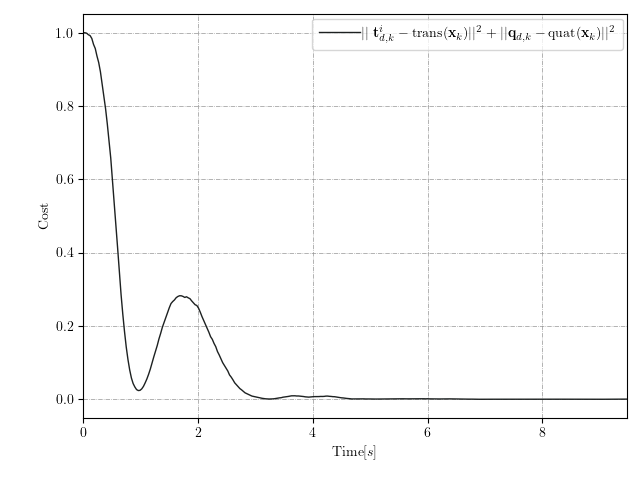 || t^i_{d,k} − trans(x_k)||^2 + ||q_{d,k} − quat(x_k)||^2
1.0
0.8
0.6
0.4
0.2
0.0
Cost
0 2 4 6 8
Time[s]